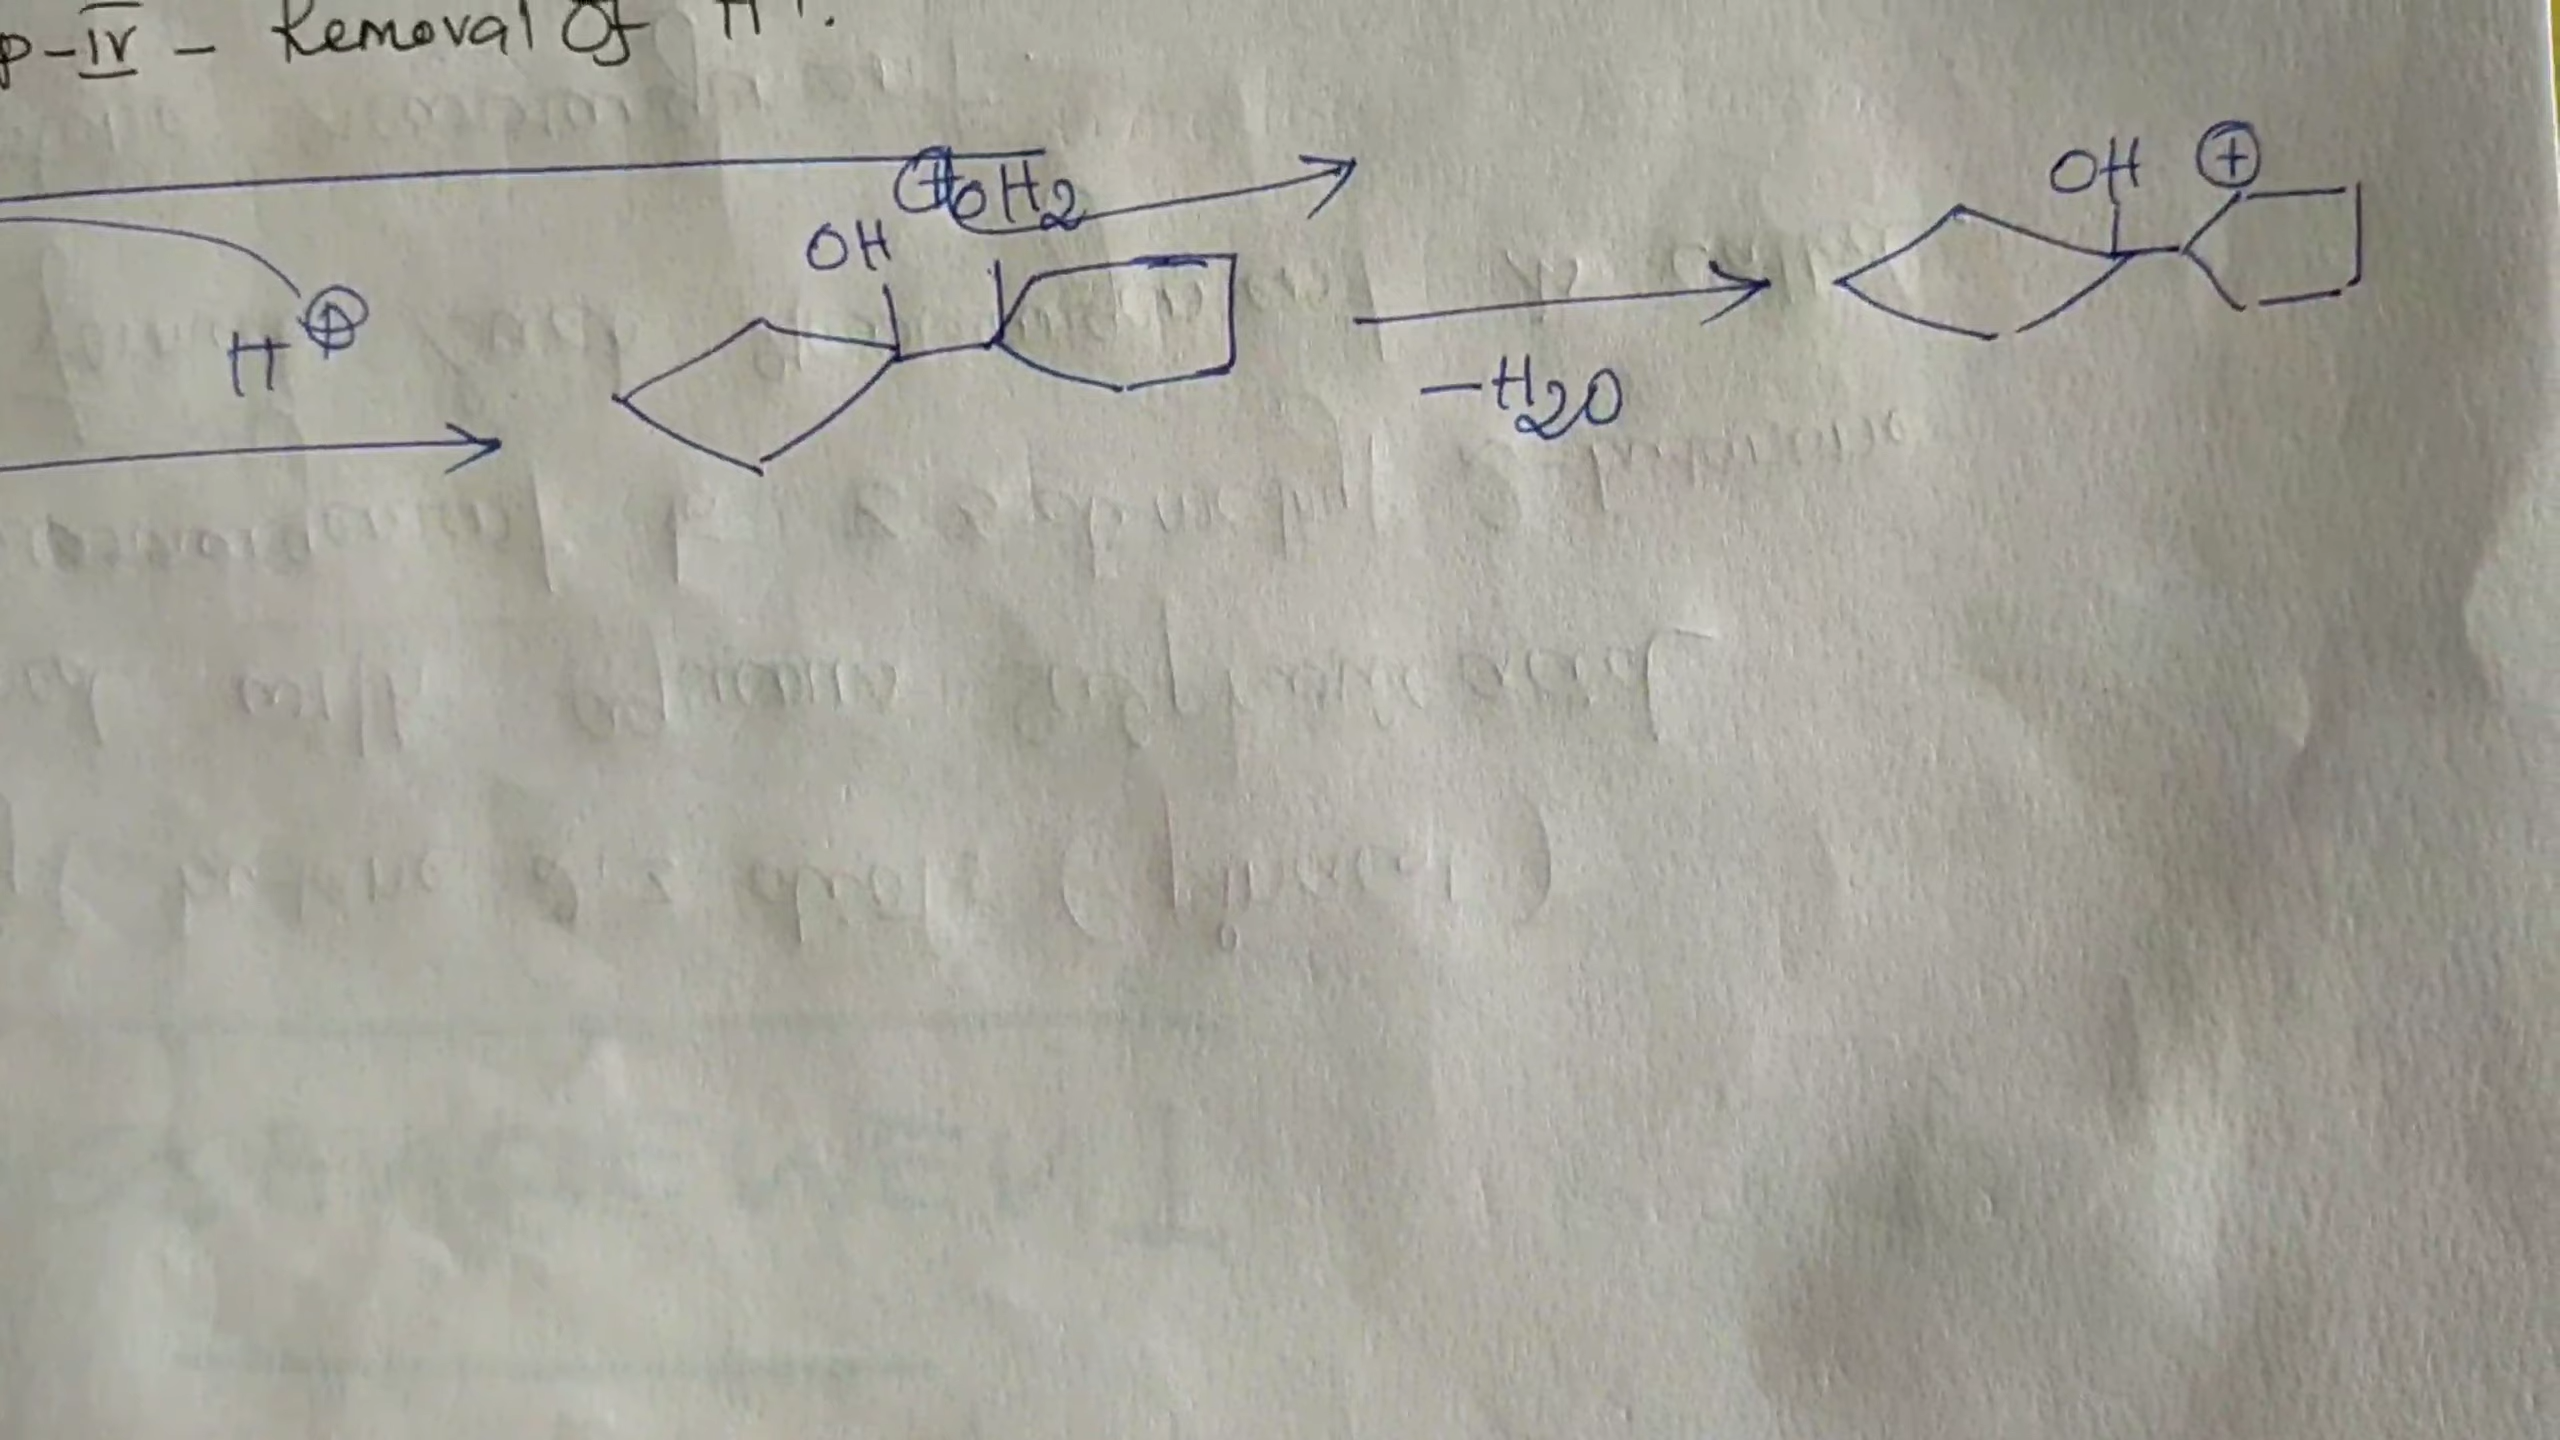 p-IV - Removal Of H+.
OH ⊕OH2
OH ⊕
H⊕
-H2O